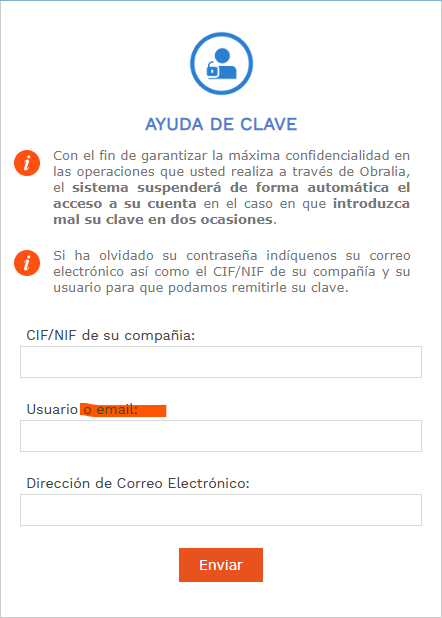 AYUDA DE CLAVE
i
Con el fin de garantizar la máxima confidencialidad en
las operaciones que usted realiza a través de Obralia,
el sistema suspenderá de forma automática el
acceso a su cuenta en el caso en que introduzca
mal su clave en dos ocasiones.
i
Si ha olvidado su contraseña indíquenos su correo
electrónico así como el CIF/NIF de su compañía y su
usuario para que podamos remitirle su clave.
CIF/NIF de su compañia:
Usuario o email:
Dirección de Correo Electrónico:
Enviar